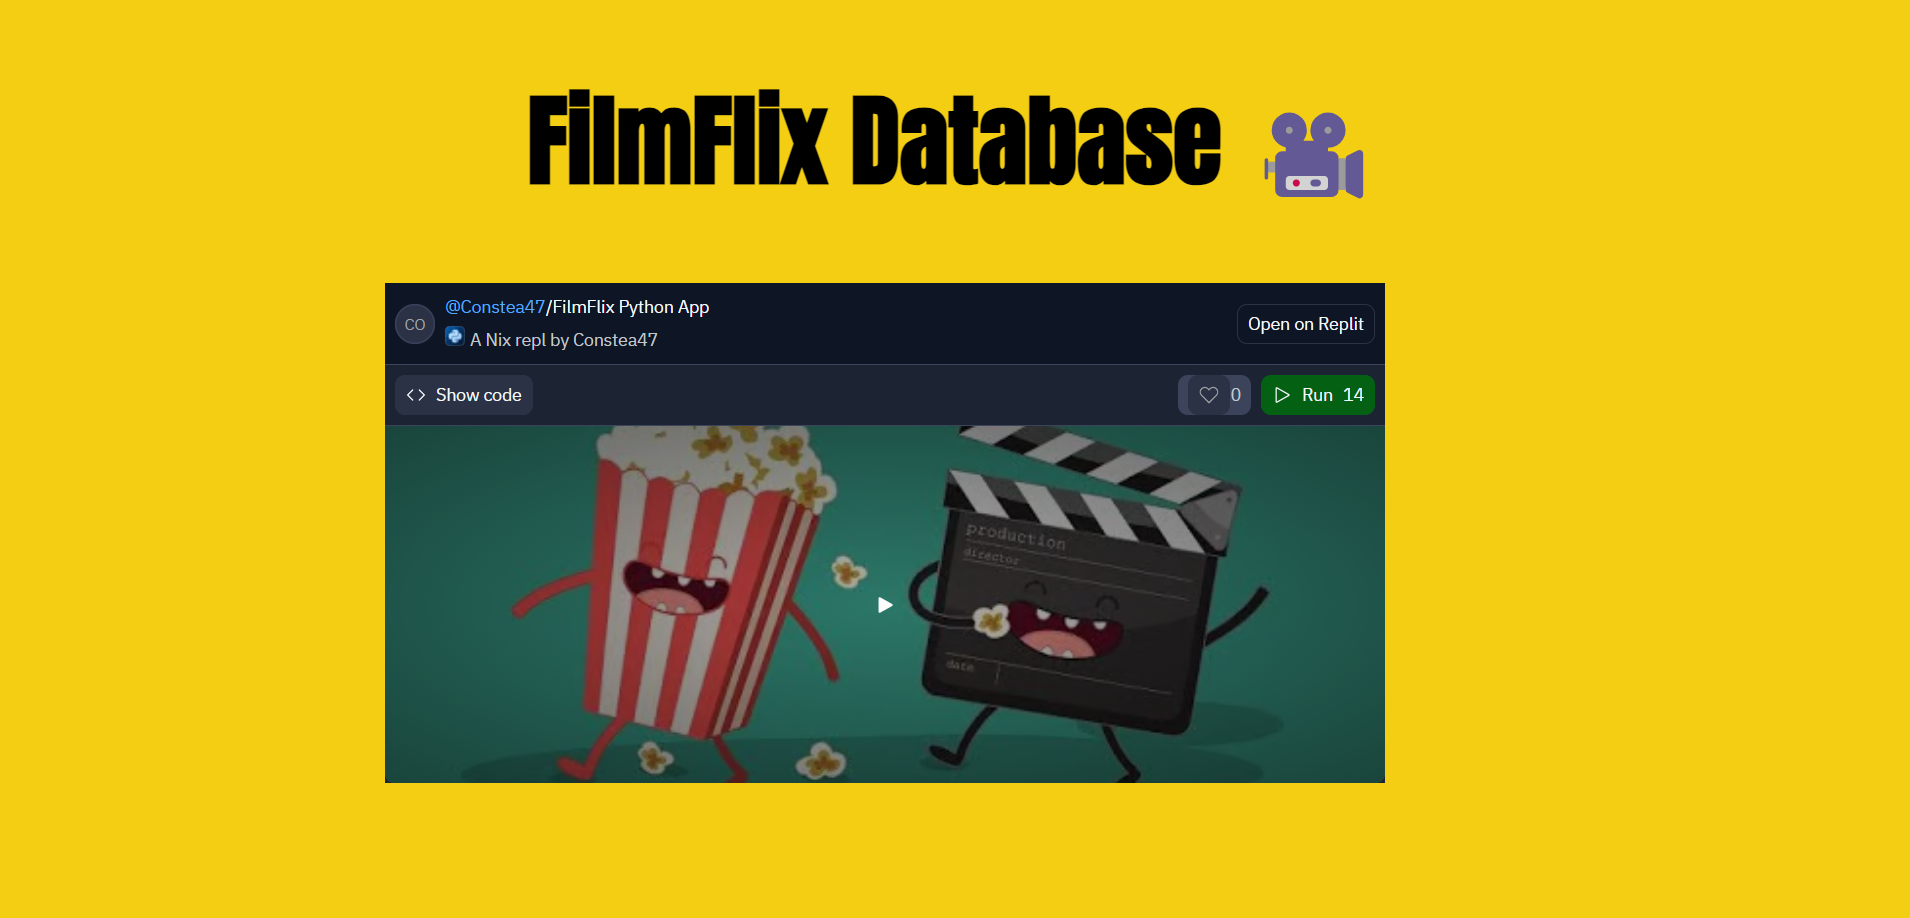 FilmFlix Database
CO
@Constea47/FilmFlix Python App
A Nix repl by Constea47
Open on Replit
Show code
0
Run 14
production
director
date